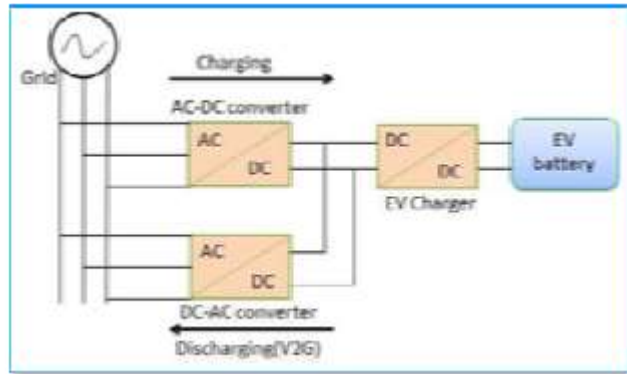 Grid
Charging
AC-DC converter
AC
DC
DC
DC
EV
battery
EV Charger
AC
DC
DC-AC converter
Discharging(V2G)